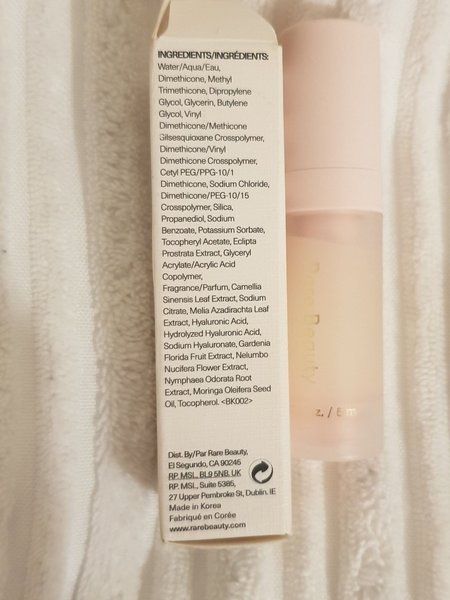 INGREDIENTS/INGRÉDIENTS:
Water/Aqua/Eau,
Dimethicone, Methyl
Trimethicone, Dipropylene
Glycol, Glycerin, Butylene
Glycol, Vinyl
Dimethicone/Methicone
Silsesquioxane Crosspolymer,
Dimethicone/Vinyl
Dimethicone Crosspolymer,
Cetyl PEG/PPG-10/1
Dimethicone, Sodium Chloride,
Dimethicone/PEG-10/15
Crosspolymer, Silica,
Propanediol, Sodium
Benzoate, Potassium Sorbate,
Tocopheryl Acetate, Eclipta
Prostrata Extract, Glyceryl
Acrylate/Acrylic Acid
Copolymer,
Fragrance/Parfum, Camellia
Sinensis Leaf Extract, Sodium
Citrate, Melia Azadirachta Leaf
Extract, Hyaluronic Acid,
Hydrolyzed Hyaluronic Acid,
Sodium Hyaluronate, Gardenia
Florida Fruit Extract, Nelumbo
Nucifera Flower Extract,
Nymphaea Odorata Root
Extract, Moringa Oleifera Seed
Oil, Tocopherol. <BK002>
Dist. By/Par Rare Beauty,
El Segundo, CA 90245
RP. MSL, BL9 5NB. UK
RP. MSL, Suite 5385,
27 Upper Pembroke St, Dublin. IE
Made in Korea
Fabriqué en Corée
www.rarebeauty.com
Rare Beauty
z. / 5 m